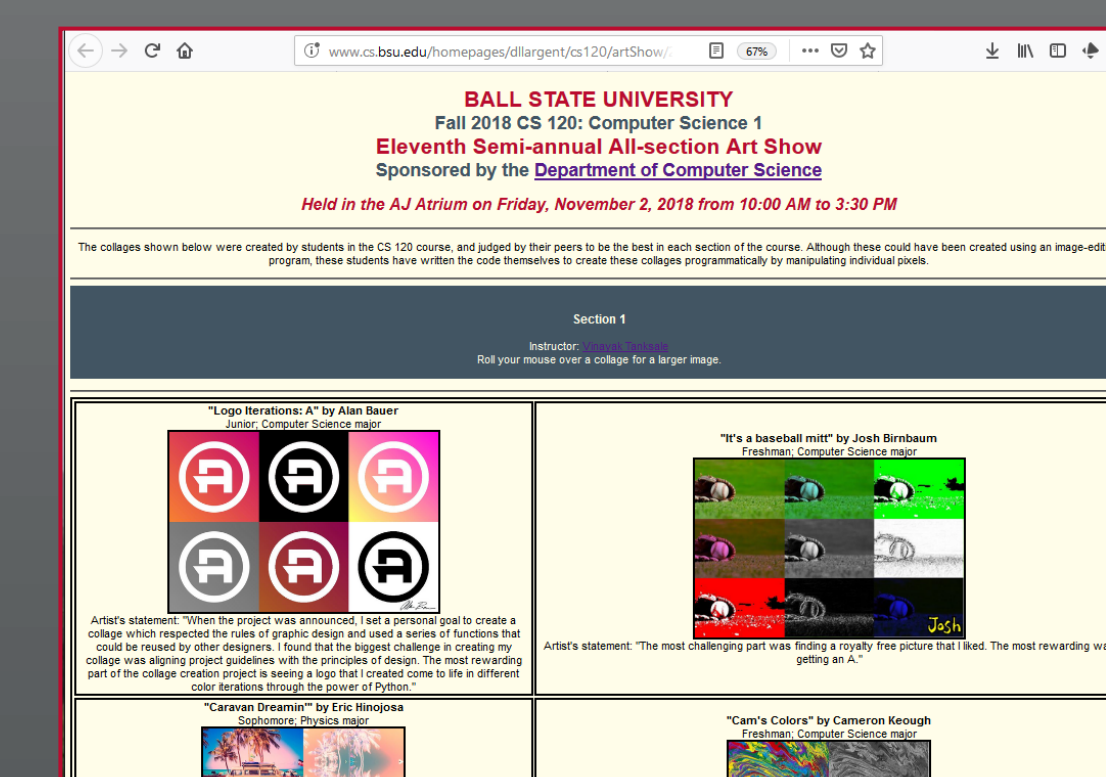 www.cs.bsu.edu/homepages/dllargent/cs120/artShow/
67%
BALL STATE UNIVERSITY
Fall 2018 CS 120: Computer Science 1
Eleventh Semi-annual All-section Art Show
Sponsored by the Department of Computer Science
Held in the AJ Atrium on Friday, November 2, 2018 from 10:00 AM to 3:30 PM
The collages shown below were created by students in the CS 120 course, and judged by their peers to be the best in each section of the course. Although these could have been created using an image-edit
program, these students have written the code themselves to create these collages programmatically by manipulating individual pixels.
Section 1
Instructor: Vinayak Tanksale
Roll your mouse over a collage for a larger image.
"Logo Iterations: A" by Alan Bauer
Junior; Computer Science major
A A A
A A A
Artist's statement: "When the project was announced, I set a personal goal to create a
collage which respected the rules of graphic design and used a series of functions that
could be reused by other designers. I found that the biggest challenge in creating my
collage was aligning project guidelines with the principles of design. The most rewarding
part of the collage creation project is seeing a logo that I created come to life in different
color iterations through the power of Python."
"It's a baseball mitt" by Josh Birnbaum
Freshman; Computer Science major
Josh
Artist's statement: "The most challenging part was finding a royalty free picture that I liked. The most rewarding wa
getting an A."
"Caravan Dreamin'" by Eric Hinojosa
Sophomore; Physics major
"Cam's Colors" by Cameron Keough
Freshman; Computer Science major